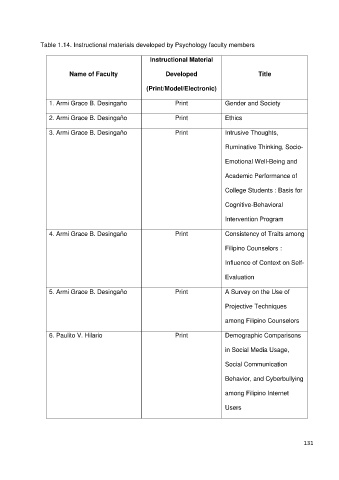 Table 1.14. Instructional materials developed by Psychology faculty members
Name of Faculty
Instructional Material
Developed
(Print/Model/Electronic)
Title
1. Armi Grace B. Desingaño
Print
Gender and Society
2. Armi Grace B. Desingaño
Print
Ethics
3. Armi Grace B. Desingaño
Print
Intrusive Thoughts,
Ruminative Thinking, Socio-
Emotional Well-Being and
Academic Performance of
College Students : Basis for
Cognitive-Behavioral
Intervention Program
4. Armi Grace B. Desingaño
Print
Consistency of Traits among
Filipino Counselors :
Influence of Context on Self-
Evaluation
5. Armi Grace B. Desingaño
Print
A Survey on the Use of
Projective Techniques
among Filipino Counselors
6. Paulito V. Hilario
Print
Demographic Comparisons
in Social Media Usage,
Social Communication
Behavior, and Cyberbullying
among Filipino Internet
Users
131